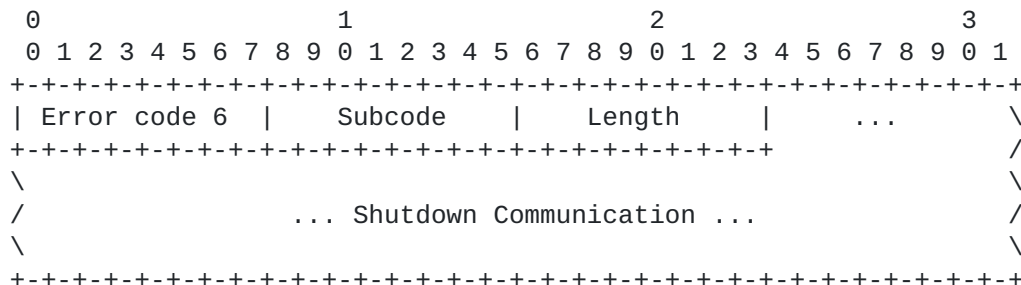 0                   1                   2                   3
 0 1 2 3 4 5 6 7 8 9 0 1 2 3 4 5 6 7 8 9 0 1 2 3 4 5 6 7 8 9 0 1
+-+-+-+-+-+-+-+-+-+-+-+-+-+-+-+-+-+-+-+-+-+-+-+-+-+-+-+-+-+-+-+-+
| Error code 6  |    Subcode    |    Length     |     ...       \
+-+-+-+-+-+-+-+-+-+-+-+-+-+-+-+-+-+-+-+-+-+-+-+-+               /
\                                                               \
/                 ... Shutdown Communication ...                /
\                                                               \
+-+-+-+-+-+-+-+-+-+-+-+-+-+-+-+-+-+-+-+-+-+-+-+-+-+-+-+-+-+-+-+-+